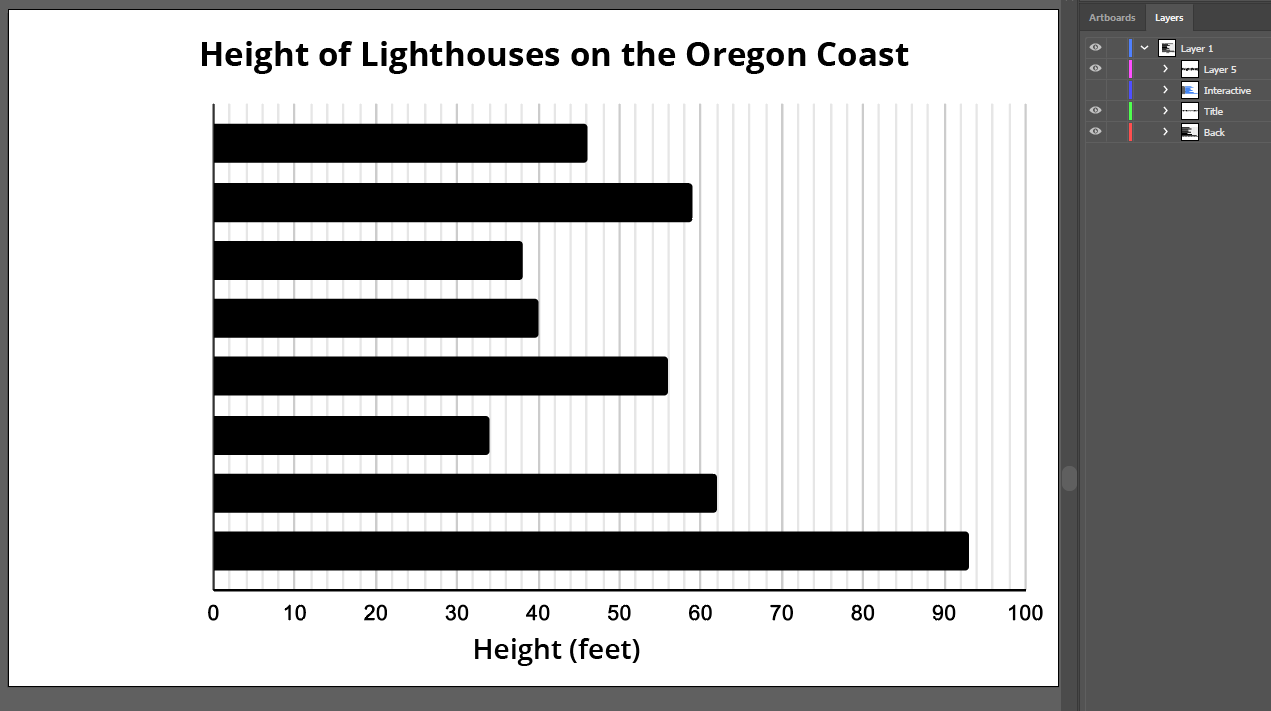 Height of Lighthouses on the Oregon Coast
0 10 20 30 40 50 60 70 80 90 100
Height (feet)
Artboards Layers
Layer 1
Layer 5
Interactive
Title
Back